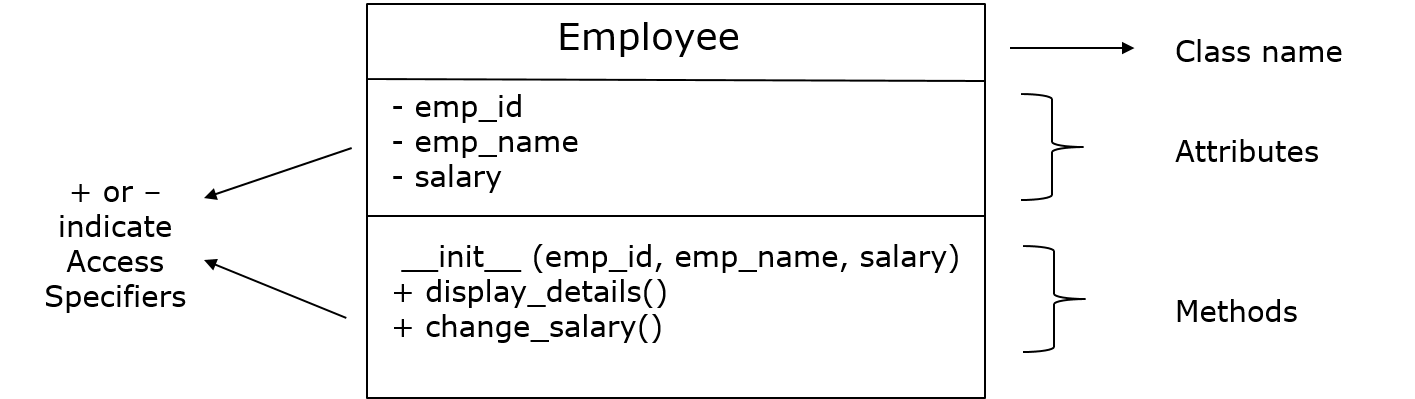 Employee
- emp_id
- emp_name
- salary
__init__ (emp_id, emp_name, salary)
+ display_details()
+ change_salary()
+ or –
indicate
Access
Specifiers
Class name
Attributes
Methods